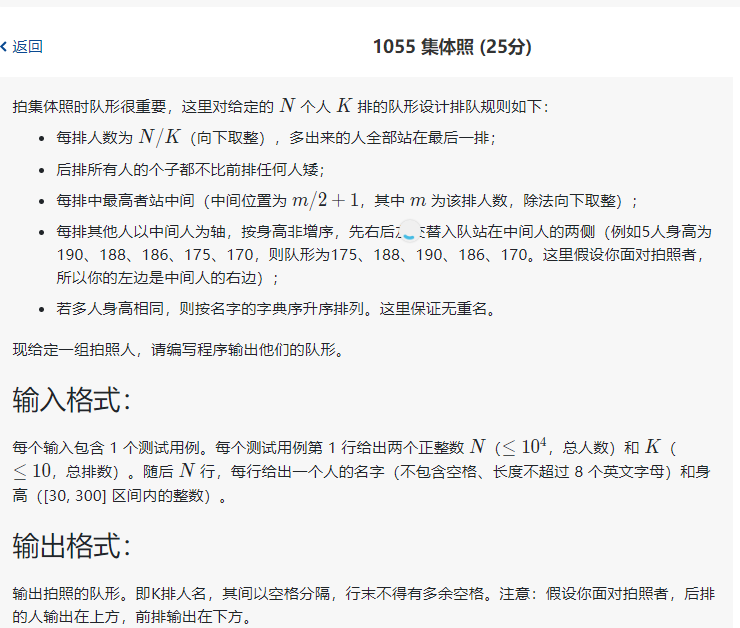 返回
1055 集体照 (25分)
拍集体照时队形很重要，这里对给定的 N 个人 K 排的队形设计排队规则如下：
每排人数为 N/K（向下取整），多出来的人全部站在最后一排；
后排所有人的个子都不比前排任何人矮；
每排中最高者站中间（中间位置为 m/2+1，其中 m 为该排人数，除法向下取整）；
每排其他人以中间人为轴，按身高非增序，先右后 替入队站在中间人的两侧（例如5人身高为
190、188、186、175、170，则队形为175、188、190、186、170。这里假设你面对拍照者，
所以你的左边是中间人的右边）；
若多人身高相同，则按名字的字典序升序排列。这里保证无重名。
现给定一组拍照人，请编写程序输出他们的队形。
输入格式：
每个输入包含 1 个测试用例。每个测试用例第 1 行给出两个正整数 N（≤10⁴，总人数）和 K（
≤10，总排数）。随后 N 行，每行给出一个人的名字（不包含空格、长度不超过 8 个英文字母）和身
高（[30, 300] 区间内的整数）。
输出格式：
输出拍照的队形。即K排人名，其间以空格分隔，行末不得有多余空格。注意：假设你面对拍照者，后排
的人输出在上方，前排输出在下方。